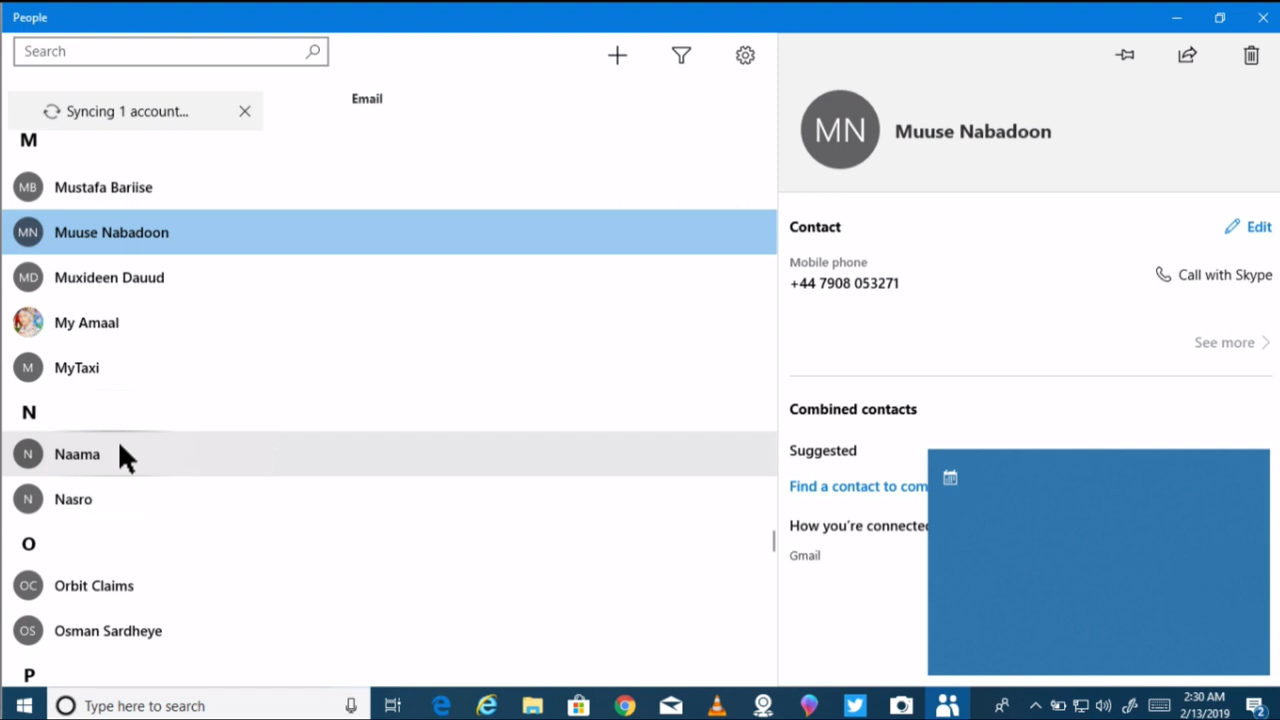 People
Search
Syncing 1 account...
Email
M
MB Mustafa Bariise
MN Muuse Nabadoon
MD Muxideen Dauud
My Amaal
M MyTaxi
N
N Naama
N Nasro
O
OC Orbit Claims
OS Osman Sardheye
P
MN Muuse Nabadoon
Contact
Edit
Mobile phone
+44 7908 053271
Call with Skype
See more
Combined contacts
Suggested
Find a contact to com
How you're connected
Gmail
Type here to search
2:30 AM
2/13/2019
2